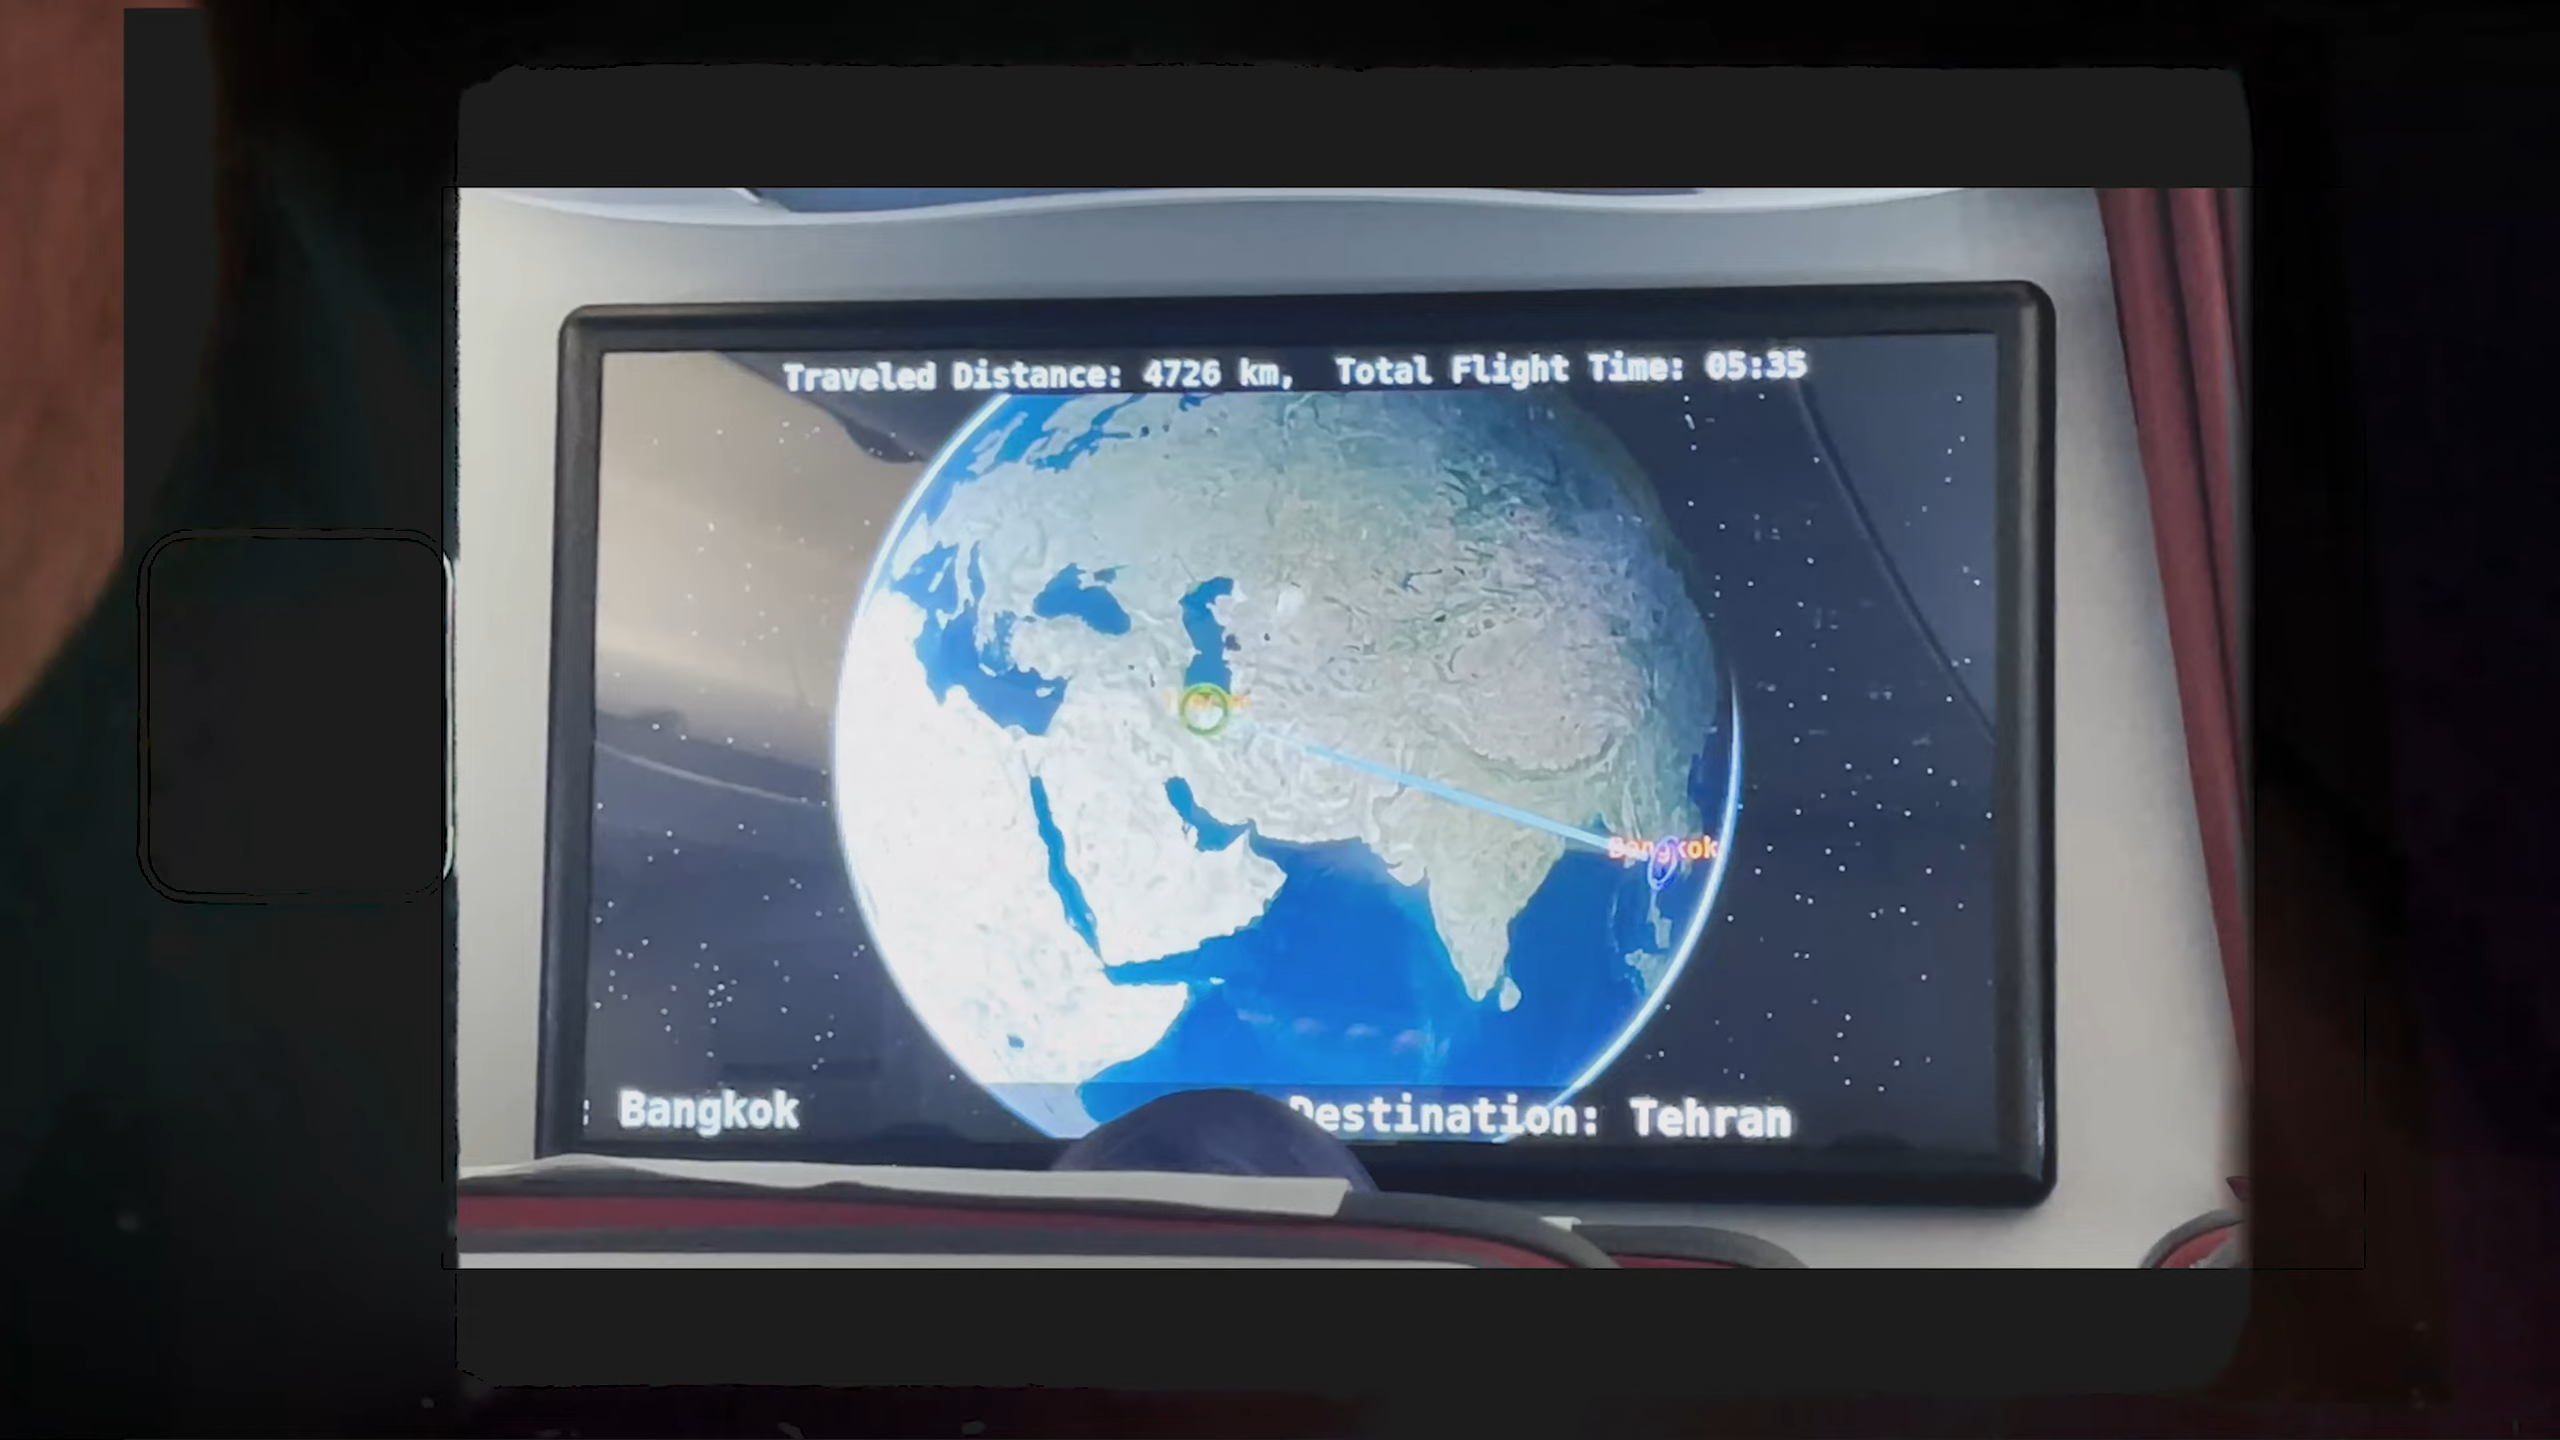 Traveled Distance: 4726 km, Total Flight Time: 05:35
Bangkok
: Bangkok
Destination: Tehran